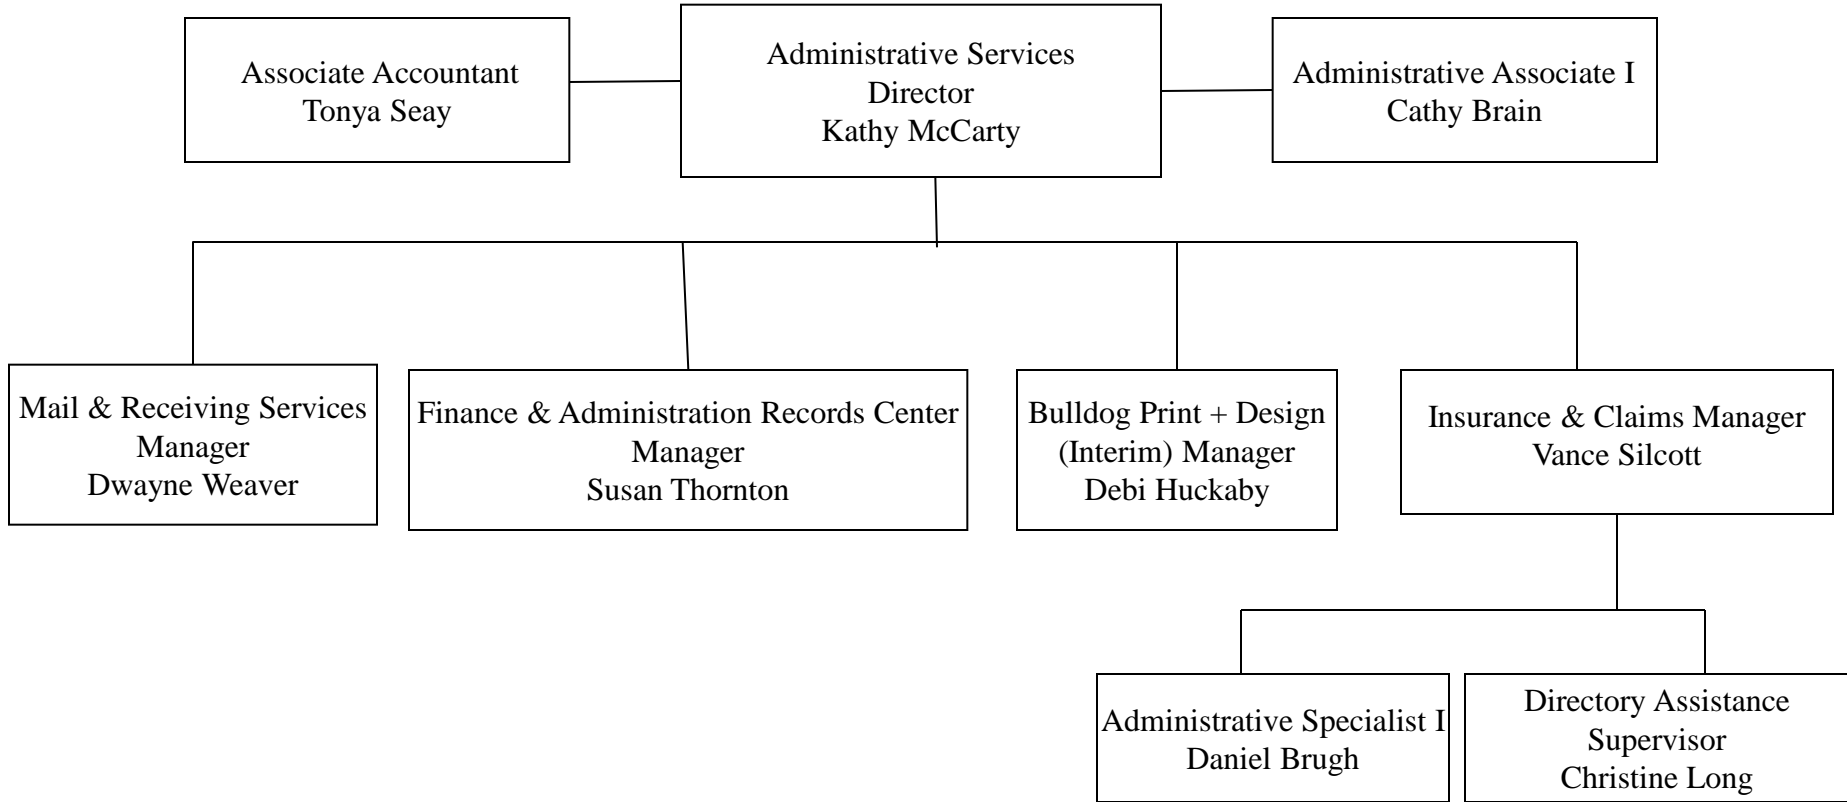 Associate Accountant
Tonya Seay
Administrative Services
Director
Kathy McCarty
Administrative Associate I
Cathy Brain
Mail & Receiving Services
Manager
Dwayne Weaver
Finance & Administration Records Center
Manager
Susan Thornton
Bulldog Print + Design
(Interim) Manager
Debi Huckaby
Insurance & Claims Manager
Vance Silcott
Administrative Specialist I
Daniel Brugh
Directory Assistance
Supervisor
Christine Long